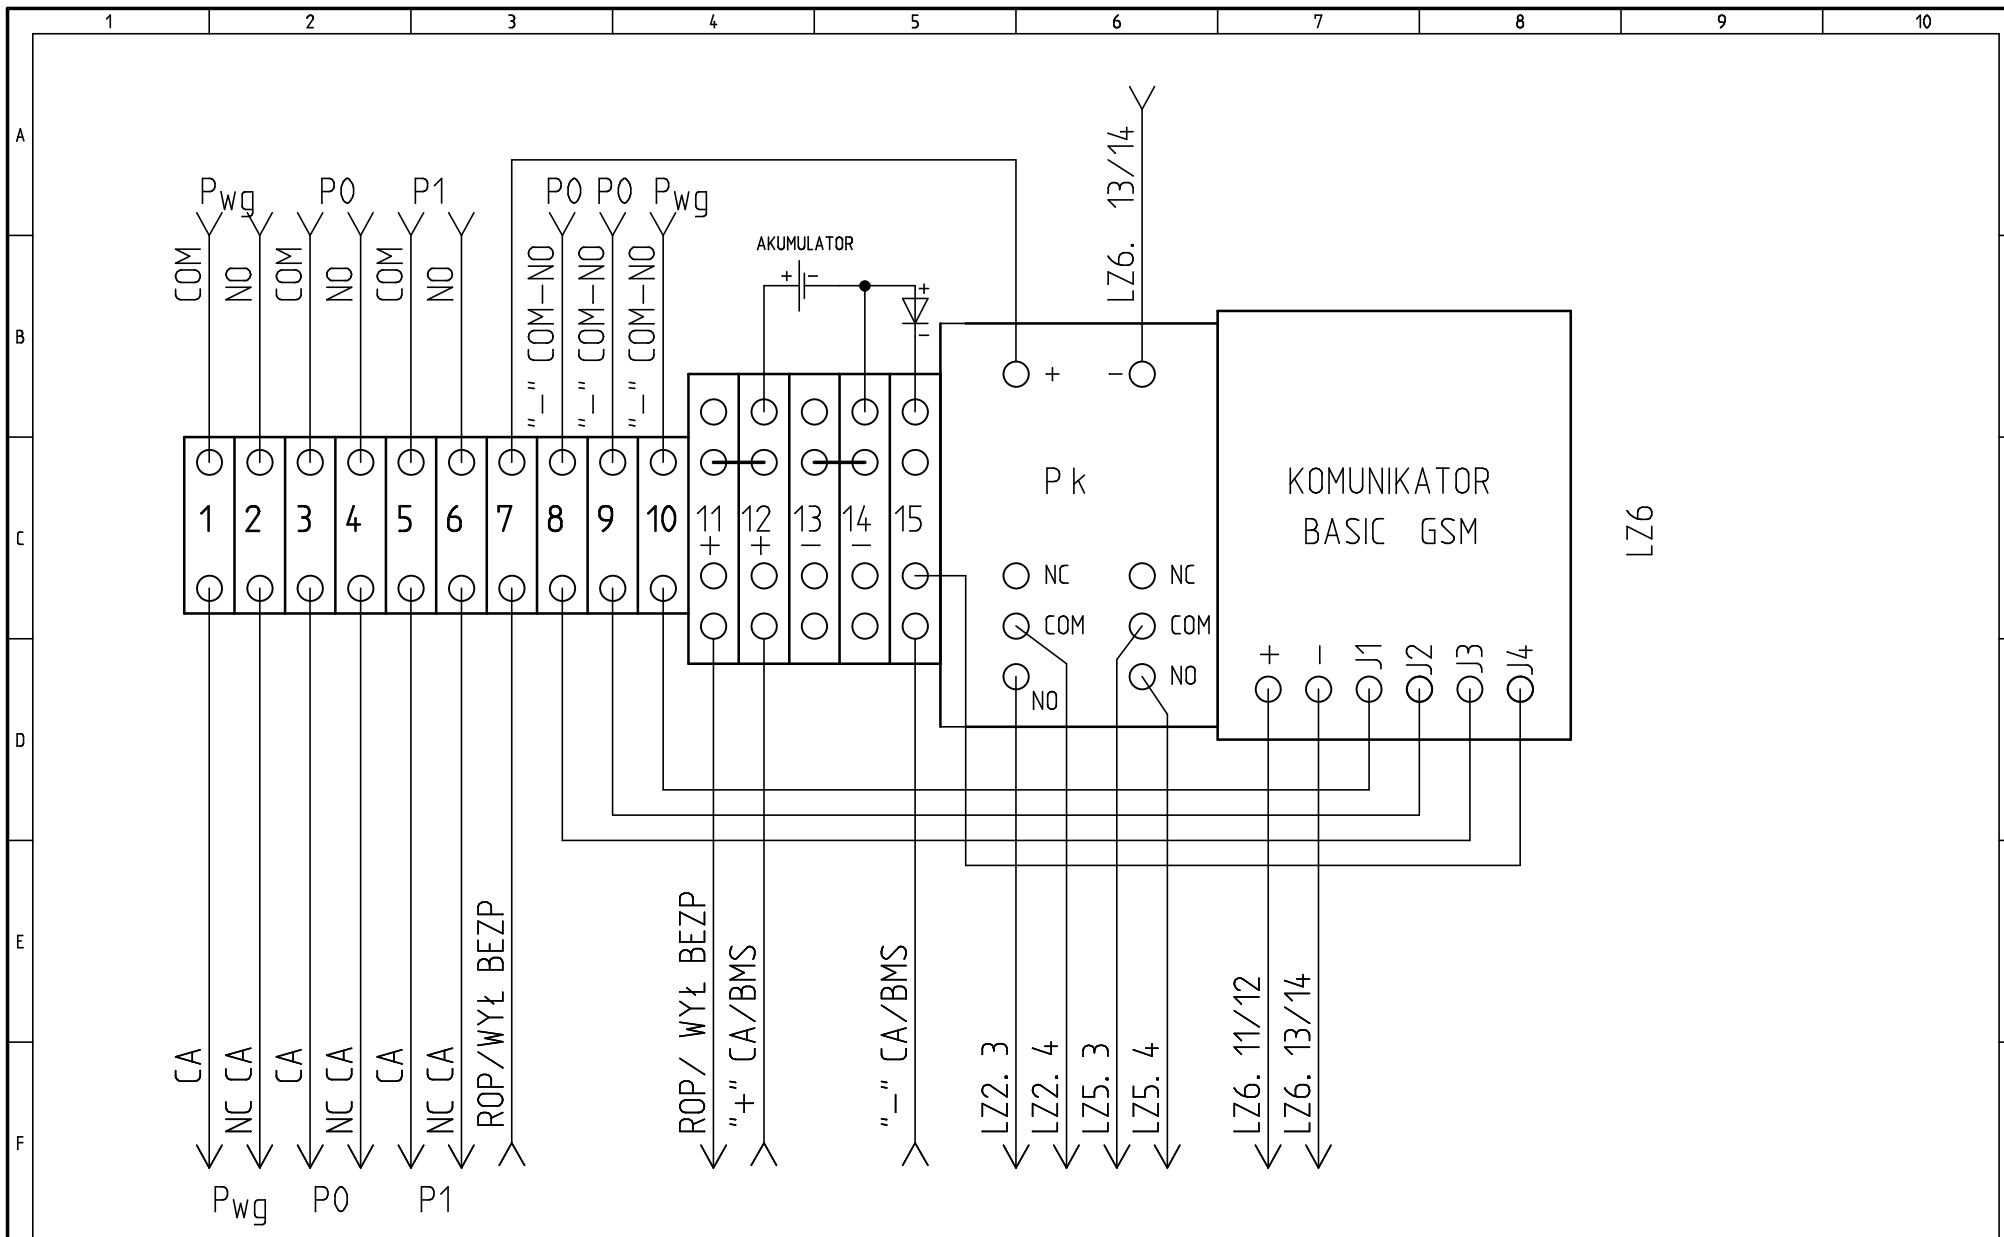 1 2 3 4 5 6 7 8 9 10
A
B
C
D
E
F
Pwg P0 P1 P0 P0 Pwg
COM
NO
COM
NO
COM
NO
"–" COM–NO
"–" COM–NO
"–" COM–NO
AKUMULATOR
+ –
+
–
LZ6. 13/14
+ –
Pk
KOMUNIKATOR
BASIC GSM
LZ6
1 2 3 4 5 6 7 8 9 10 11 12 13 14 15
+ + – –
NC NC
COM COM
NO NO
+ – J1 J2 J3 J4
CA
NC CA
CA
NC CA
CA
NC CA
ROP/WYŁ BEZP
ROP/ WYŁ BEZP
"+" CA/BMS
"–" CA/BMS
LZ2. 3
LZ2. 4
LZ5. 3
LZ5. 4
LZ6. 11/12
LZ6. 13/14
Pwg P0 P1